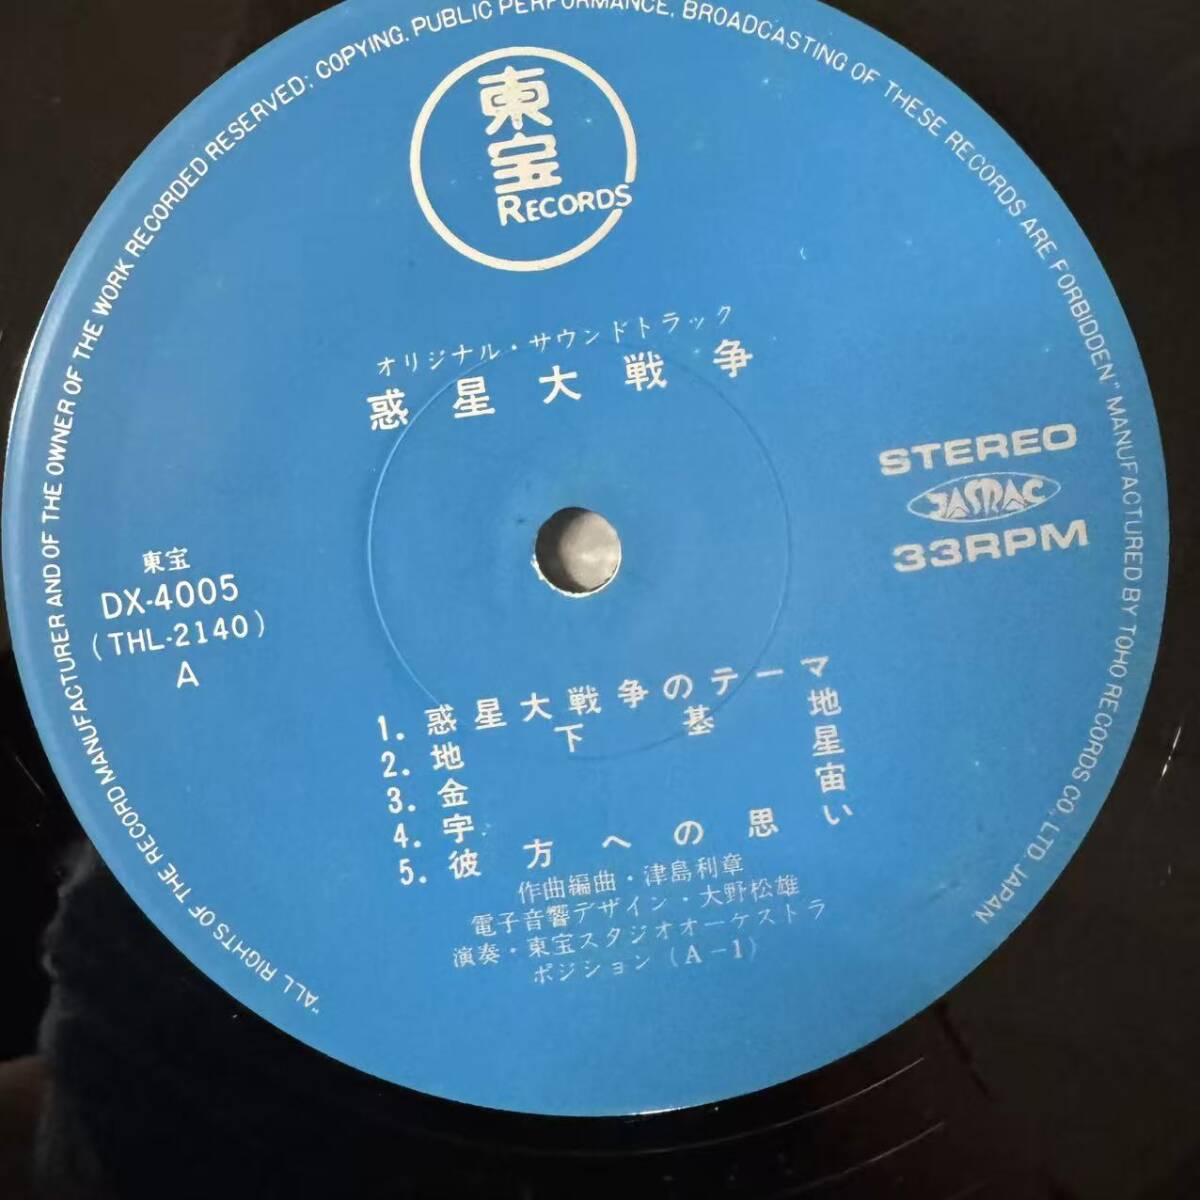 "ALL RIGHTS OF THE RECORD MANUFACTURER AND OF THE OWNER OF THE WORK RECORDED RESERVED; COPYING, PUBLIC PERFORMANCE, BROADCASTING OF THESE RECORDS ARE FORBIDDEN." MANUFACTURED BY TOHO RECORDS CO., LTD. JAPAN
東宝
RECORDS
オリジナル・サウンドトラック
惑星大戦争
STEREO
JASRAC
33RPM
東宝
DX-4005
(THL-2140)
A
1. 惑星大戦争のテーマ
2. 地下基地
3. 金星
4. 宇宙
5. 彼方への思い
作曲編曲・津島利章
電子音響デザイン・大野松雄
演奏・東宝スタジオオーケストラ
ポジション(A-1)